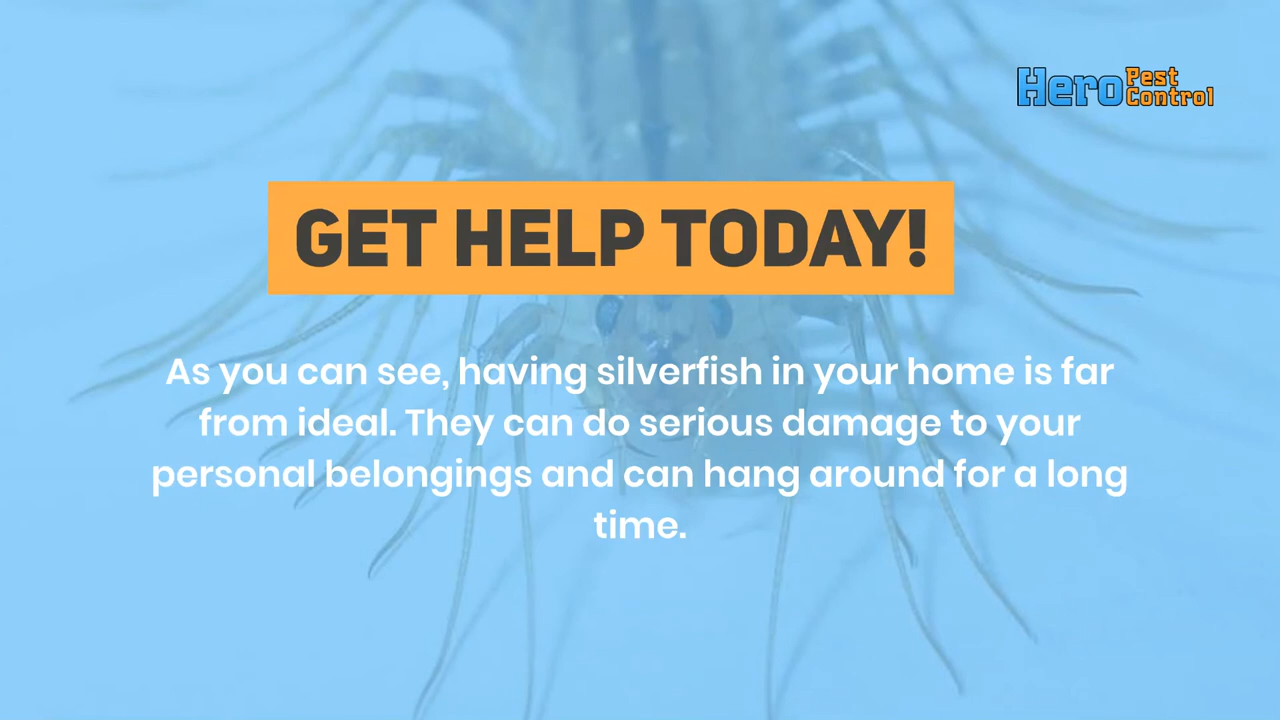 Hero Pest
Control
GET HELP TODAY!
As you can see, having silverfish in your home is far
from ideal. They can do serious damage to your
personal belongings and can hang around for a long
time.